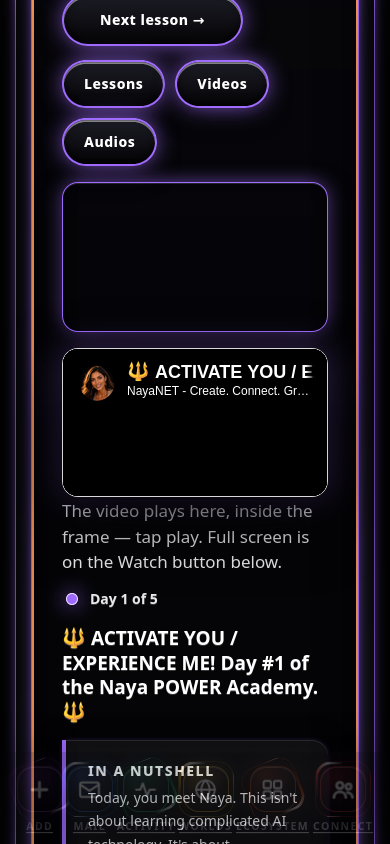 Next lesson →
Lessons
Videos
Audios
🔱 ACTIVATE YOU / E
NayaNET - Create. Connect. Gr…
The video plays here, inside the
frame — tap play. Full screen is
on the Watch button below.
Day 1 of 5
🔱 ACTIVATE YOU /
EXPERIENCE ME! Day #1 of
the Naya POWER Academy.
🔱
IN A NUTSHELL
Today, you meet Naya. This isn't
about learning complicated AI
technology. It's about
ADD
MAIL
ECOSYSTEM
CONNECT